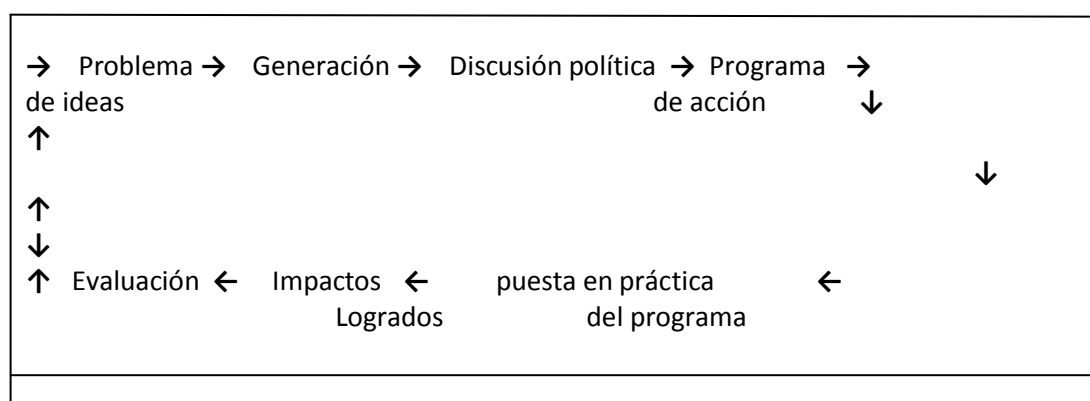 → Problema → Generación → Discusión política → Programa →
de ideas de acción ↓
↑
↓
↑
↓
↑ Evaluación ← Impactos ← puesta en práctica ←
Logrados del programa